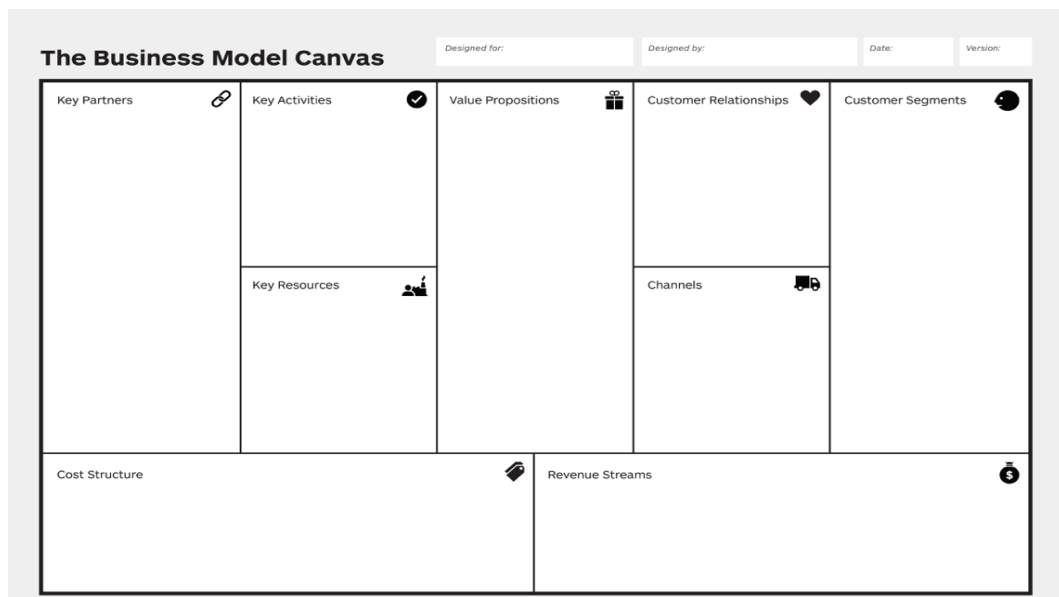 The Business Model Canvas
Designed for:
Designed by:
Date:
Version:
Key Partners
Key Activities
Value Propositions
Customer Relationships
Customer Segments
Key Resources
Channels
Cost Structure
Revenue Streams
$